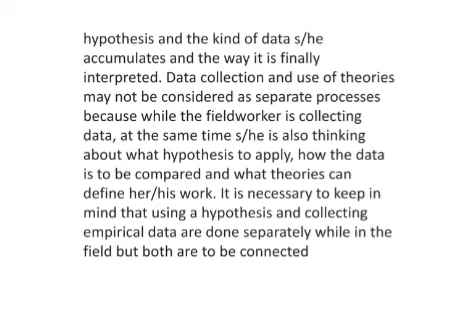 hypothesis and the kind of data s/he
accumulates and the way it is finally
interpreted. Data collection and use of theories
may not be considered as separate processes
because while the fieldworker is collecting
data, at the same time s/he is also thinking
about what hypothesis to apply, how the data
is to be compared and what theories can
define her/his work. It is necessary to keep in
mind that using a hypothesis and collecting
empirical data are done separately while in the
field but both are to be connected